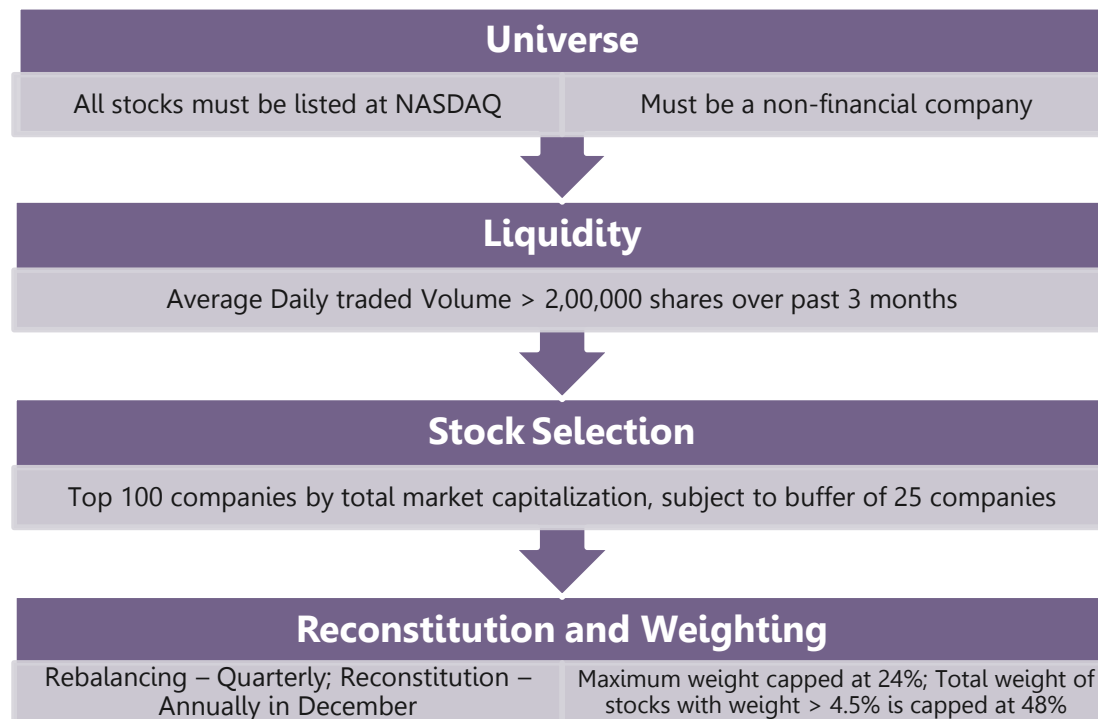 Universe
All stocks must be listed at NASDAQ
Must be a non-financial company
Liquidity
Average Daily traded Volume > 2,00,000 shares over past 3 months
Stock Selection
Top 100 companies by total market capitalization, subject to buffer of 25 companies
Reconstitution and Weighting
Rebalancing – Quarterly; Reconstitution –
Annually in December
Maximum weight capped at 24%; Total weight of
stocks with weight > 4.5% is capped at 48%